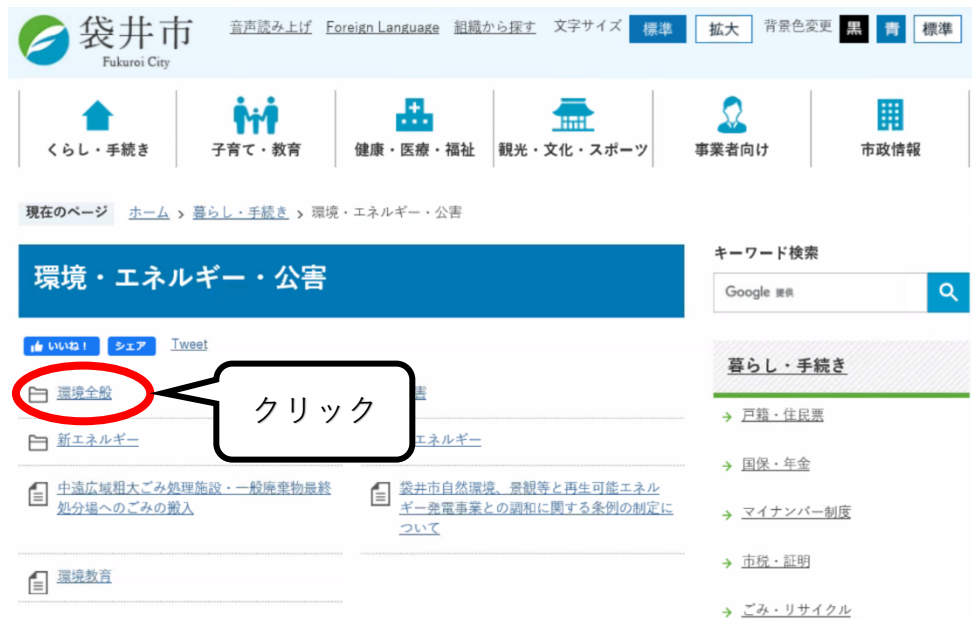 袋井市
Fukuroi City
音声読み上げ Foreign Language 組織から探す 文字サイズ 標準 拡大 背景色変更 黒 青 標準
くらし・手続き 子育て・教育 健康・医療・福祉 観光・文化・スポーツ 事業者向け 市政情報
現在のページ ホーム 暮らし・手続き 環境・エネルギー・公害
環境・エネルギー・公害
いいね! シェア Tweet
環境全般
クリック
害
新エネルギー
エネルギー
中遠広域粗大ごみ処理施設・一般廃棄物最終
処分場へのごみの搬入
袋井市自然環境、景観等と再生可能エネル
ギー発電事業との調和に関する条例の制定に
ついて
環境教育
キーワード検索
Google 提供
暮らし・手続き
戸籍・住民票
国保・年金
マイナンバー制度
市税・証明
ごみ・リサイクル